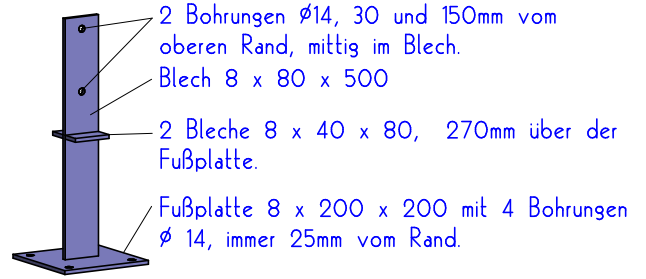 2 Bohrungen Ø14, 30 und 150mm vom
oberen Rand, mittig im Blech.
Blech 8 x 80 x 500
2 Bleche 8 x 40 x 80, 270mm über der
Fußplatte.
Fußplatte 8 x 200 x 200 mit 4 Bohrungen
Ø 14, immer 25mm vom Rand.